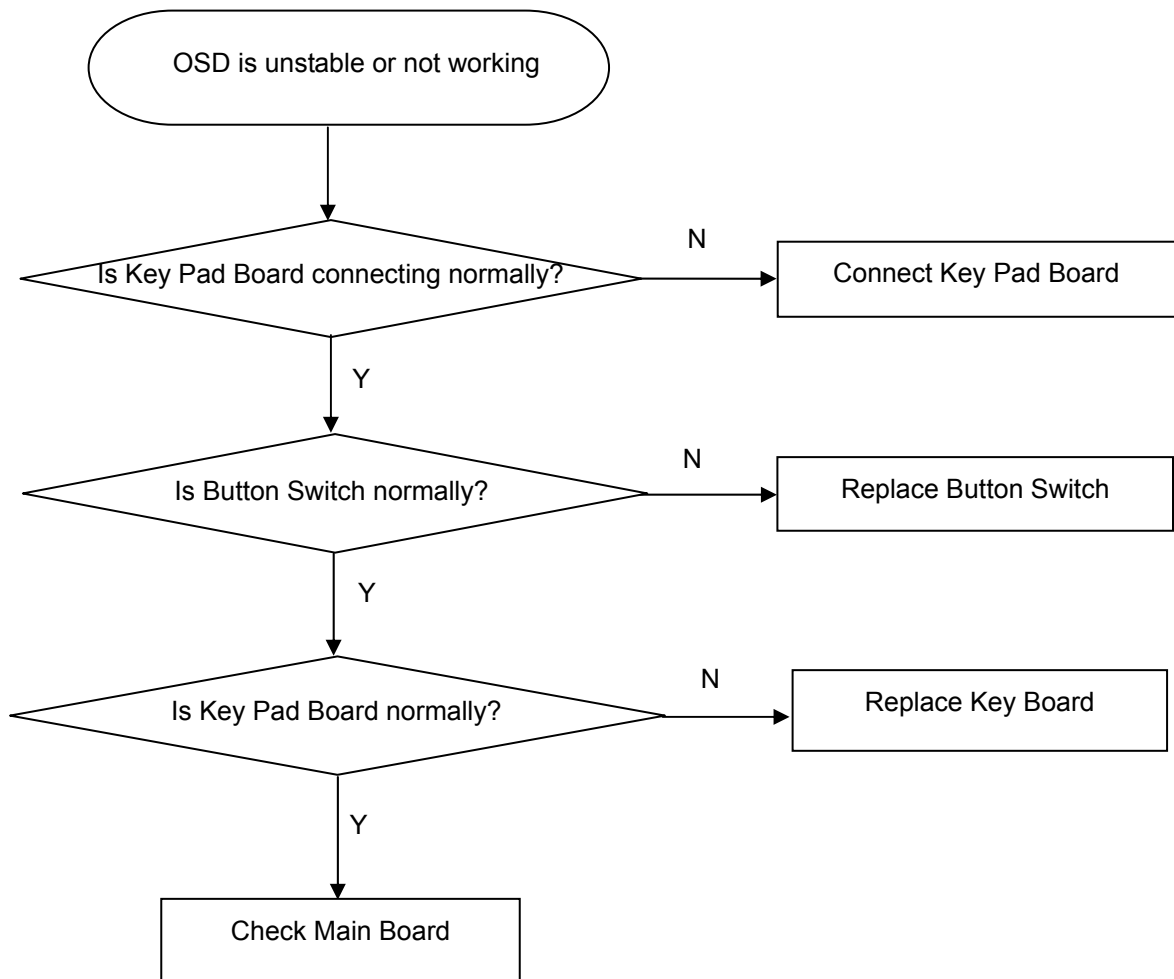 OSD is unstable or not working
N
Is Key Pad Board connecting normally?
Connect Key Pad Board
Y
N
Is Button Switch normally?
Replace Button Switch
Y
N
Is Key Pad Board normally?
Replace Key Board
Y
Check Main Board